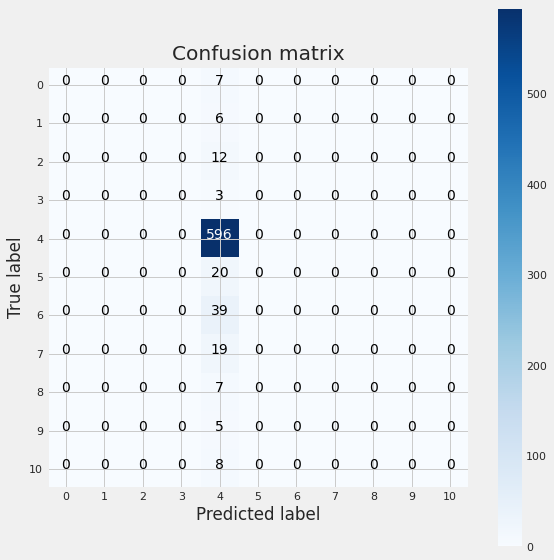 Confusion matrix
True label
0 0 0 0 0 7 0 0 0 0 0 0
1 0 0 0 0 6 0 0 0 0 0 0
2 0 0 0 0 12 0 0 0 0 0 0
3 0 0 0 0 3 0 0 0 0 0 0
4 0 0 0 0 596 0 0 0 0 0 0
5 0 0 0 0 20 0 0 0 0 0 0
6 0 0 0 0 39 0 0 0 0 0 0
7 0 0 0 0 19 0 0 0 0 0 0
8 0 0 0 0 7 0 0 0 0 0 0
9 0 0 0 0 5 0 0 0 0 0 0
10 0 0 0 0 8 0 0 0 0 0 0
0 1 2 3 4 5 6 7 8 9 10
Predicted label
500
400
300
200
100
0